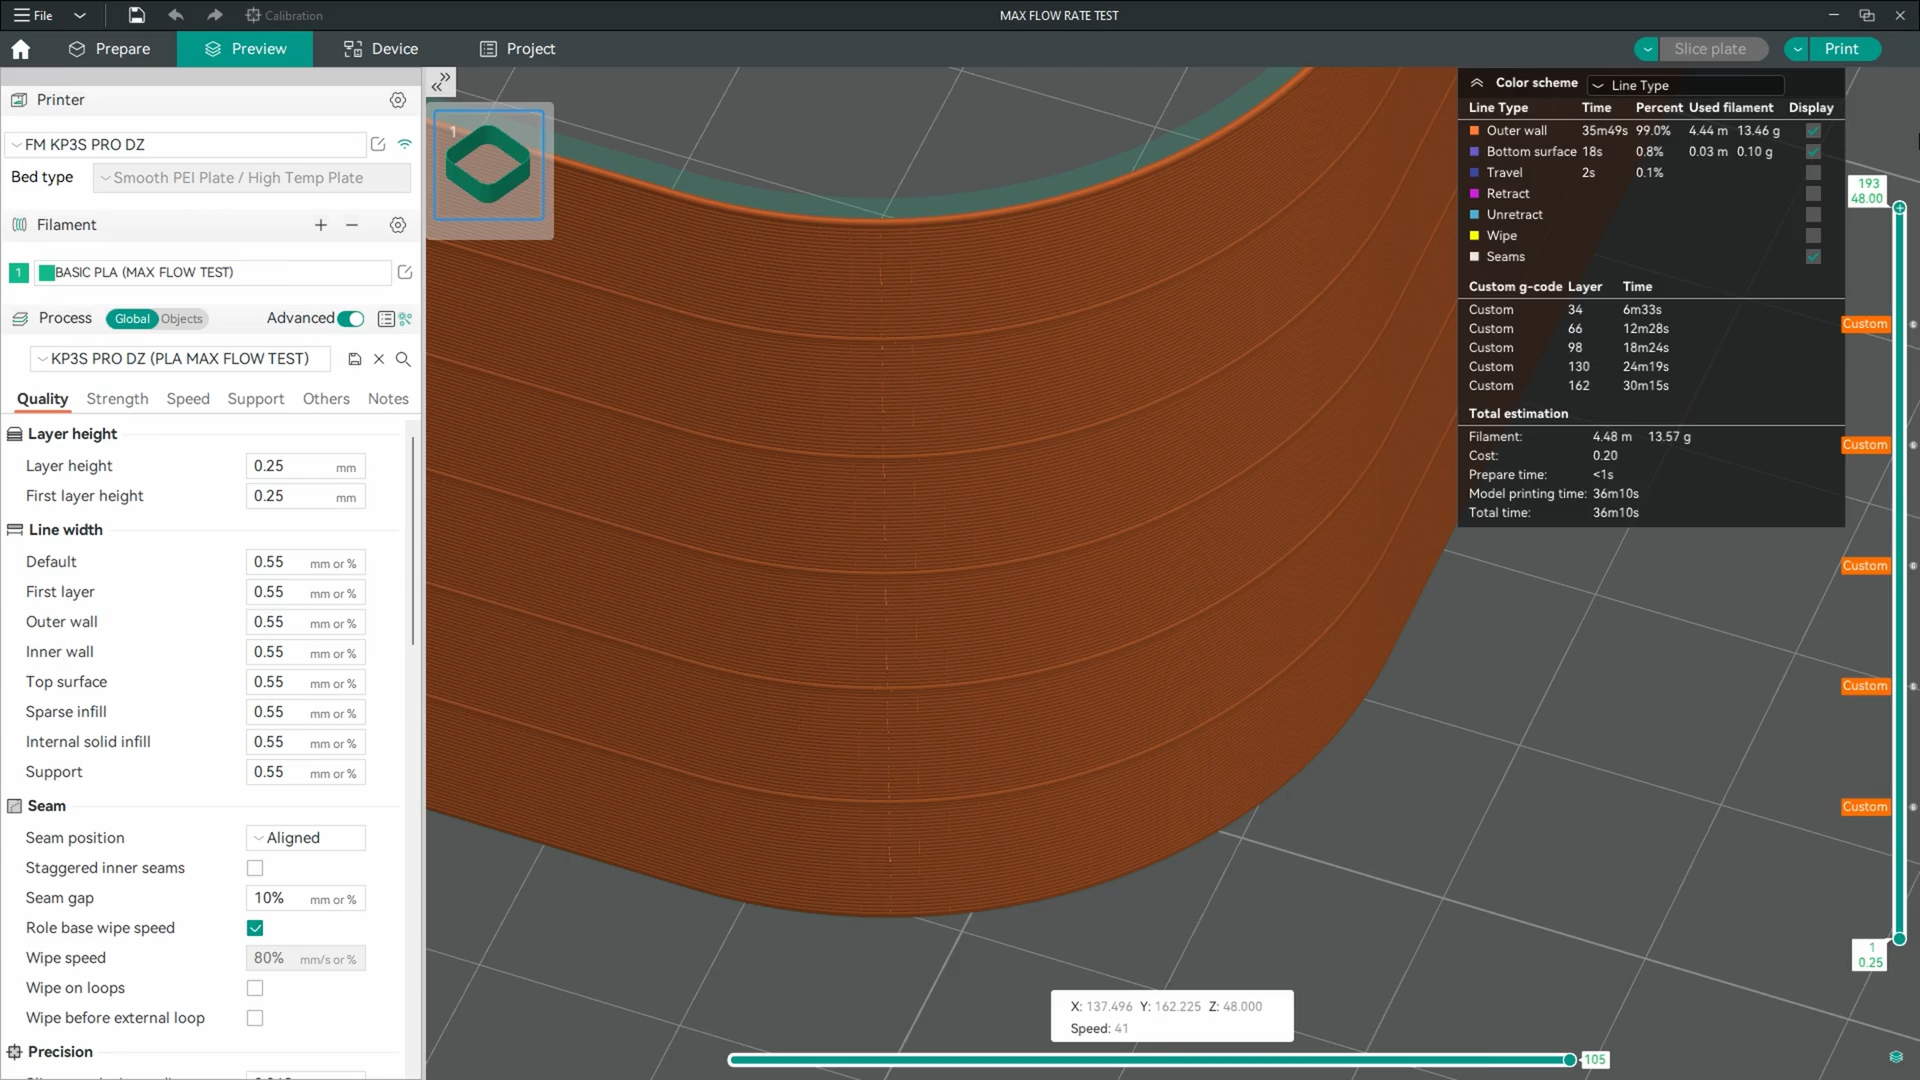 File
Calibration
MAX FLOW RATE TEST
Prepare
Preview
Device
Project
Slice plate
Print
Printer
FM KP3S PRO DZ
Bed type
Smooth PEI Plate / High Temp Plate
Filament
1
BASIC PLA (MAX FLOW TEST)
Process
Global
Objects
Advanced
KP3S PRO DZ (PLA MAX FLOW TEST)
Quality
Strength
Speed
Support
Others
Notes
Layer height
Layer height 0.25 mm
First layer height 0.25 mm
Line width
Default 0.55 mm or %
First layer 0.55 mm or %
Outer wall 0.55 mm or %
Inner wall 0.55 mm or %
Top surface 0.55 mm or %
Sparse infill 0.55 mm or %
Internal solid infill 0.55 mm or %
Support 0.55 mm or %
Seam
Seam position Aligned
Staggered inner seams
Seam gap 10% mm or %
Role base wipe speed
Wipe speed 80% mm/s or %
Wipe on loops
Wipe before external loop
Precision
1
Color scheme Line Type
Line Type Time Percent Used filament Display
Outer wall 35m49s 99.0% 4.44 m 13.46 g
Bottom surface 18s 0.8% 0.03 m 0.10 g
Travel 2s 0.1%
Retract
Unretract
Wipe
Seams
Custom g-code Layer Time
Custom 34 6m33s
Custom 66 12m28s
Custom 98 18m24s
Custom 130 24m19s
Custom 162 30m15s
Total estimation
Filament: 4.48 m 13.57 g
Cost: 0.20
Prepare time: <1s
Model printing time: 36m10s
Total time: 36m10s
193
48.00
Custom
Custom
Custom
Custom
Custom
1
0.25
X: 137.496 Y: 162.225 Z: 48.000
Speed: 41
105